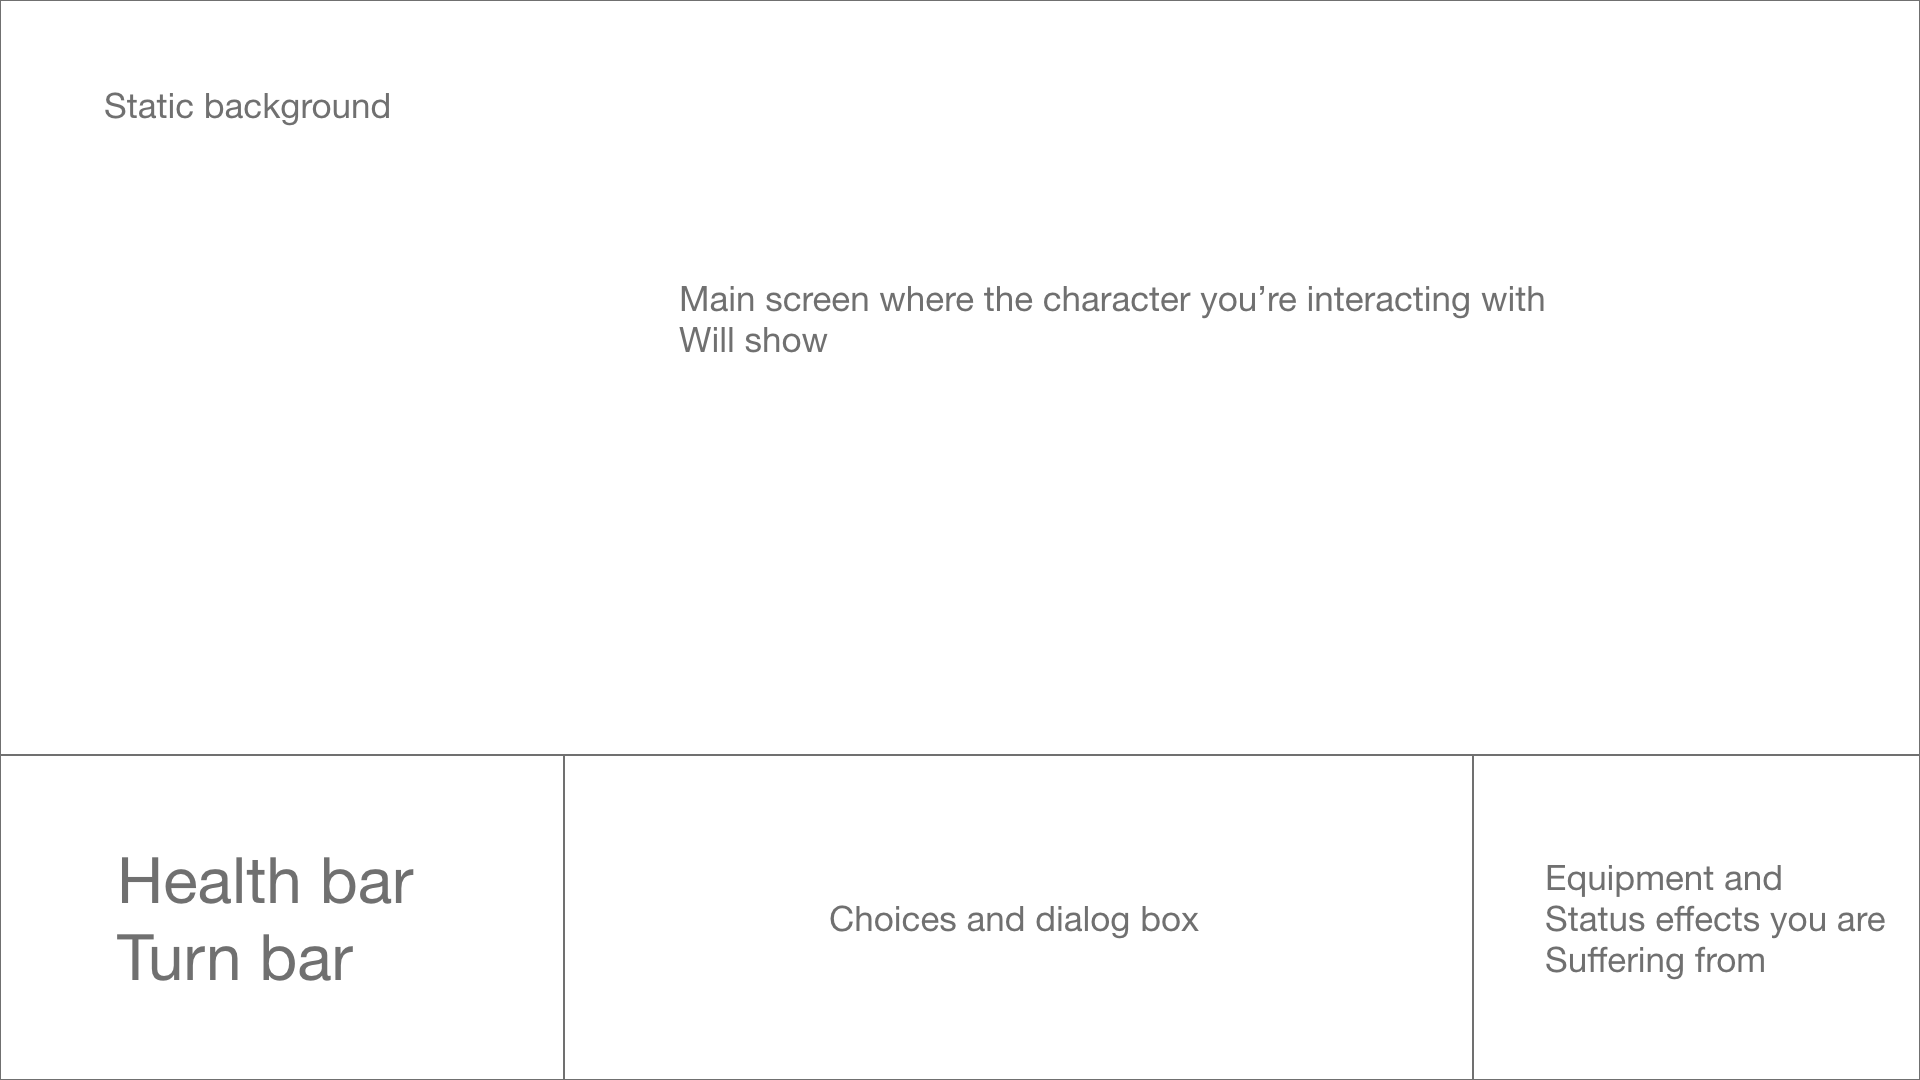 Static background
Main screen where the character you’re interacting with
Will show
Health bar
Turn bar
Choices and dialog box
Equipment and
Status effects you are
Suffering from